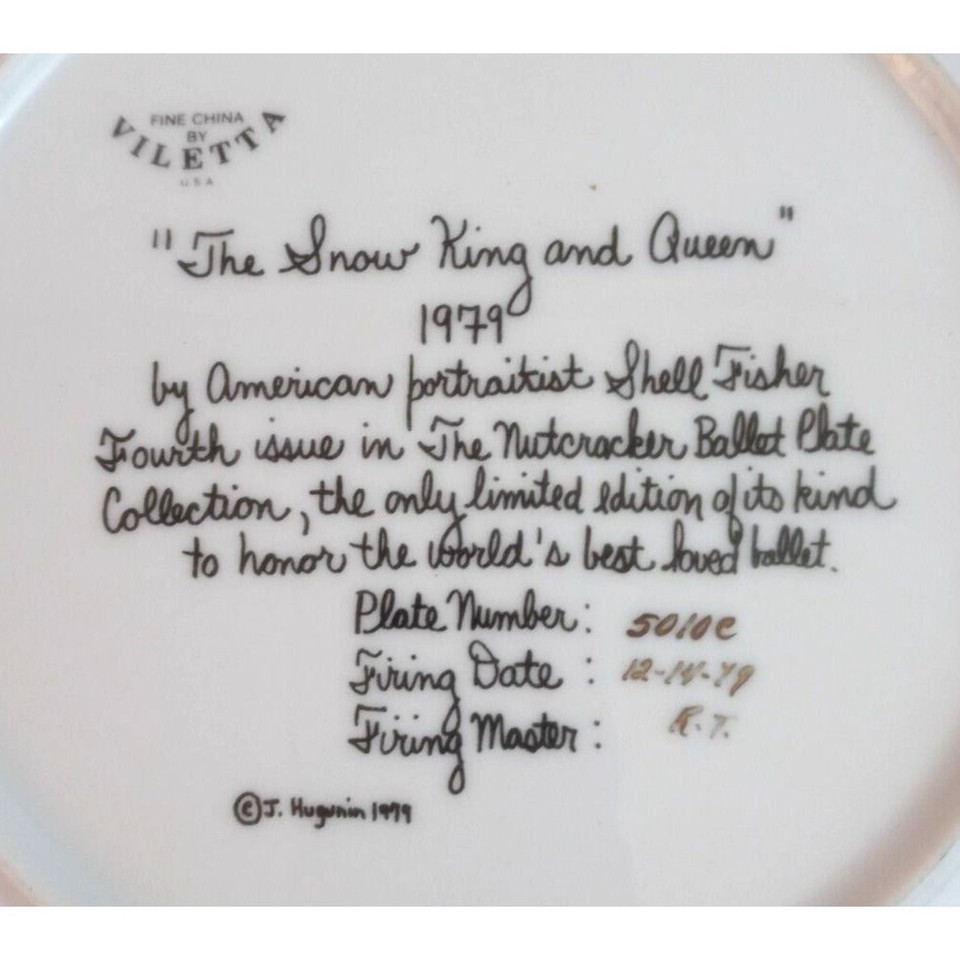 FINE CHINA
BY
VILETTA
USA
"The Snow King and Queen"
1979
by American portraitist Shell Fisher
Fourth issue in The Nutcracker Ballet Plate
Collection, the only limited edition of its kind
to honor the world's best loved ballet.
Plate Number: 5010C
Firing Date : 12-14-79
Firing Master : R.T.
©J. Hugunin 1979